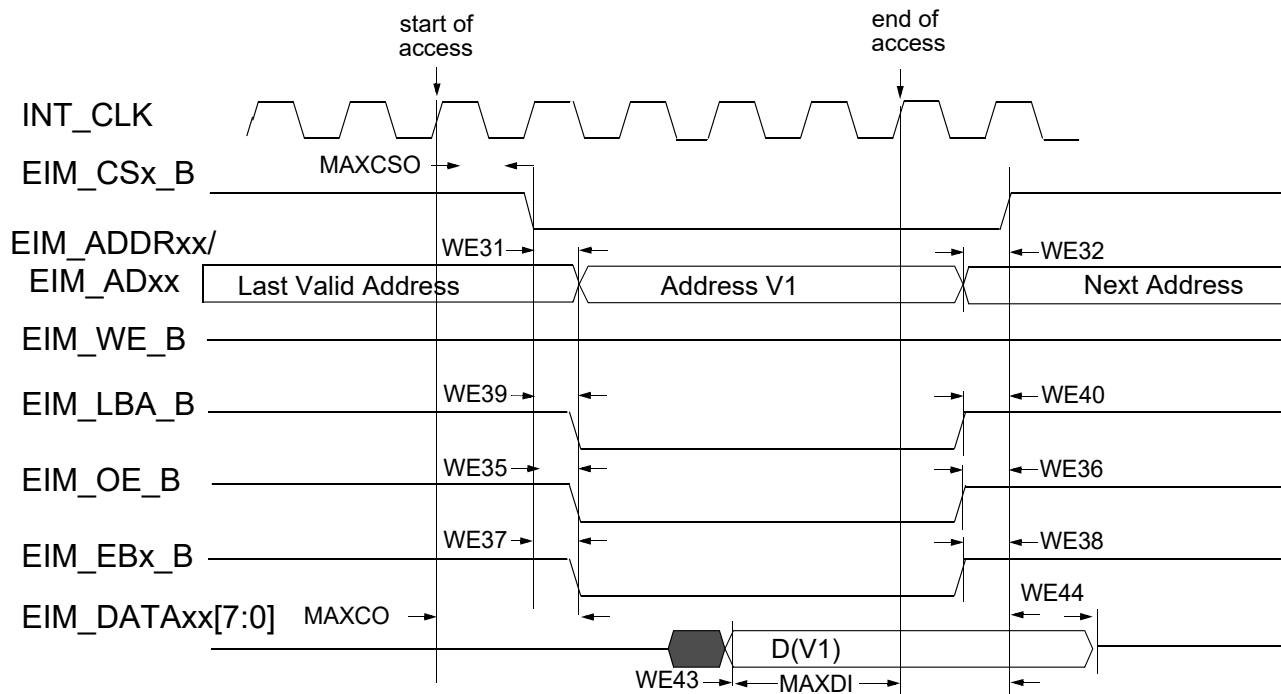 start of
access
end of
access
INT_CLK
MAXCSO
EIM_CSx_B
EIM_ADDRxx/
WE31
WE32
EIM_ADxx
Last Valid Address
Address V1
Next Address
EIM_WE_B
WE39
WE40
EIM_LBA_B
WE35
WE36
EIM_OE_B
WE37
WE38
EIM_EBx_B
WE44
EIM_DATAxx[7:0]
MAXCO
D(V1)
WE43
MAXDI